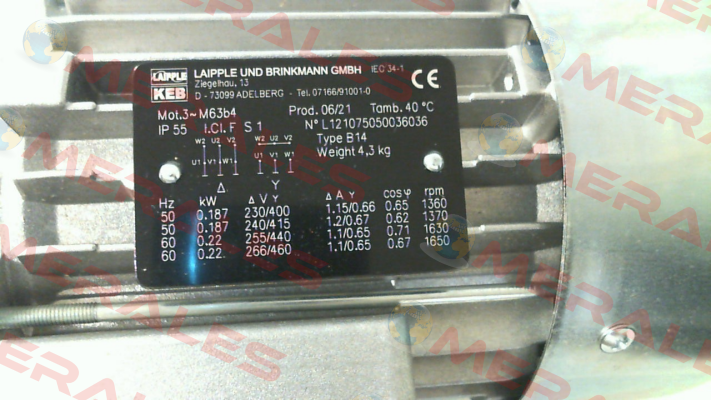 LAIPPLE
KEB
LAIPPLE UND BRINKMANN GMBH IEC 34-1
Ziegelhau, 13
D - 73099 ADELBERG - Tel. 07166/91001-0
CE
Mot.3~ M63b4 Prod. 06/21 Tamb. 40 °C
IP 55 I.Cl. F S 1 N° L121075050036036
W2 U2 V2 W2 U2 V2 Type B14
U1 V1 W1 U1 V1 W1 Weight 4,3 kg
Δ Y
Hz kW Δ V Y Δ A Y cosφ rpm
50 0.187 230/400 1.15/0.66 0.65 1360
50 0.187 240/415 1.2/0.67 0.62 1370
60 0.22 255/440 1.1/0.65 0.71 1630
60 0.22 266/460 1.1/0.65 0.67 1650
MERALES